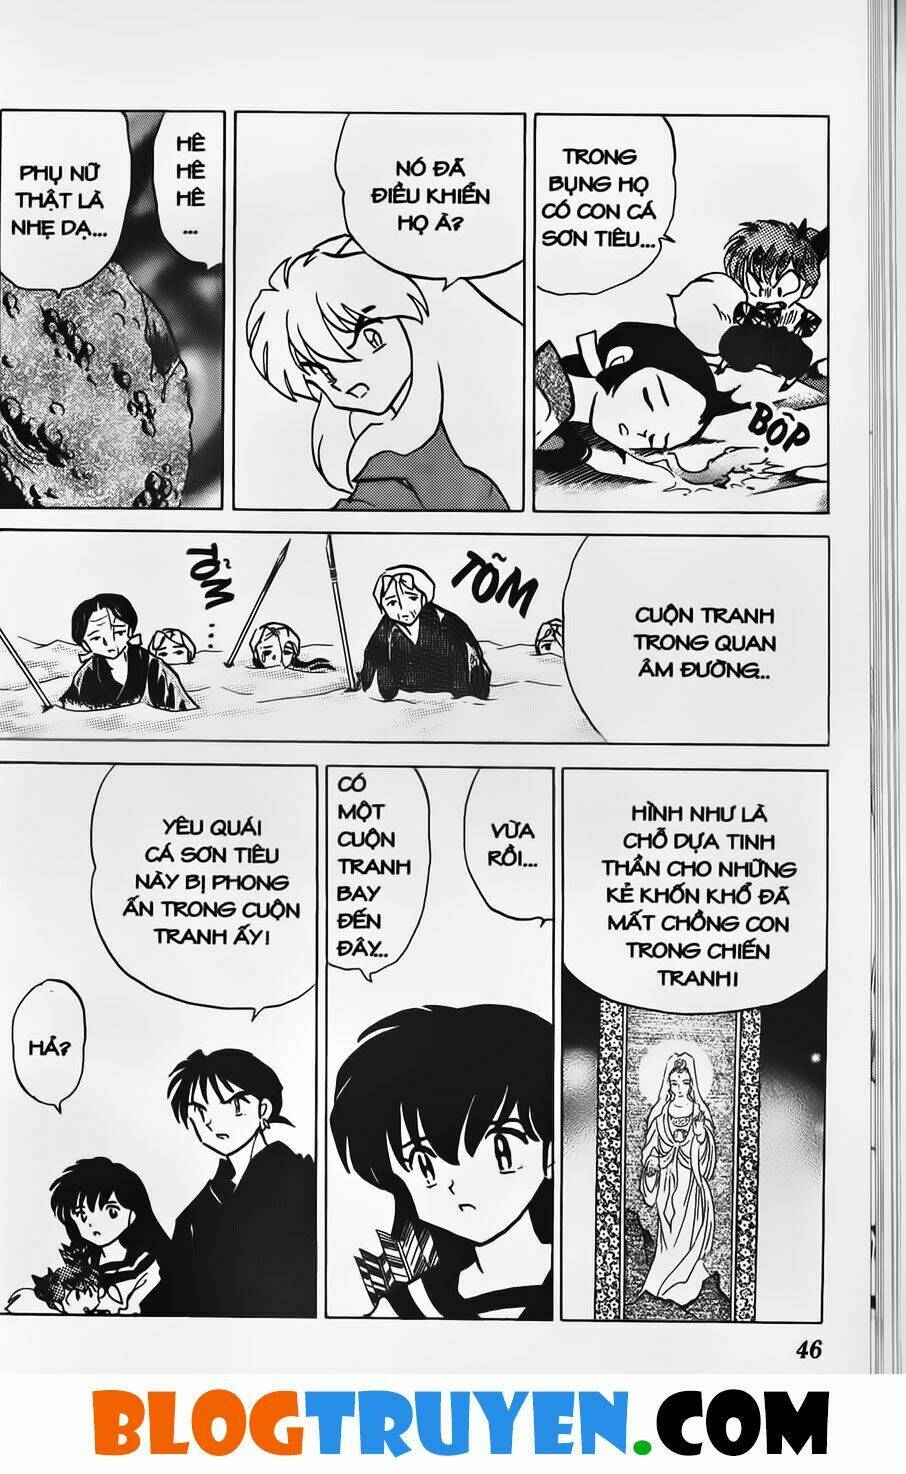 TRONG
BỤNG HỌ
CÓ CON CÁ
SƠN TIÊU...
BỘP
NÓ ĐÃ
ĐIỀU KHIỂN
HỌ À?
HÊ
HÊ
HÊ
...
PHỤ NỮ
THẬT LÀ
NHẸ DẠ...
CUỘN TRANH
TRONG QUAN
ÂM ĐƯỜNG...
TÕM
TÕM...
HÌNH NHƯ LÀ
CHỖ DỰA TINH
THẦN CHO NHỮNG
KẺ KHỐN KHỔ ĐÃ
MẤT CHỒNG CON
TRONG CHIẾN
TRANH!
VỪA
RỒI...
CÓ
MỘT
CUỘN
TRANH
BAY
ĐẾN
ĐÂY...
YÊU QUÁI
CÁ SƠN TIÊU
NÀY BỊ PHONG
ẤN TRONG CUỘN
TRANH ẤY!
HẢ?
46
BLOGTRUYEN.COM